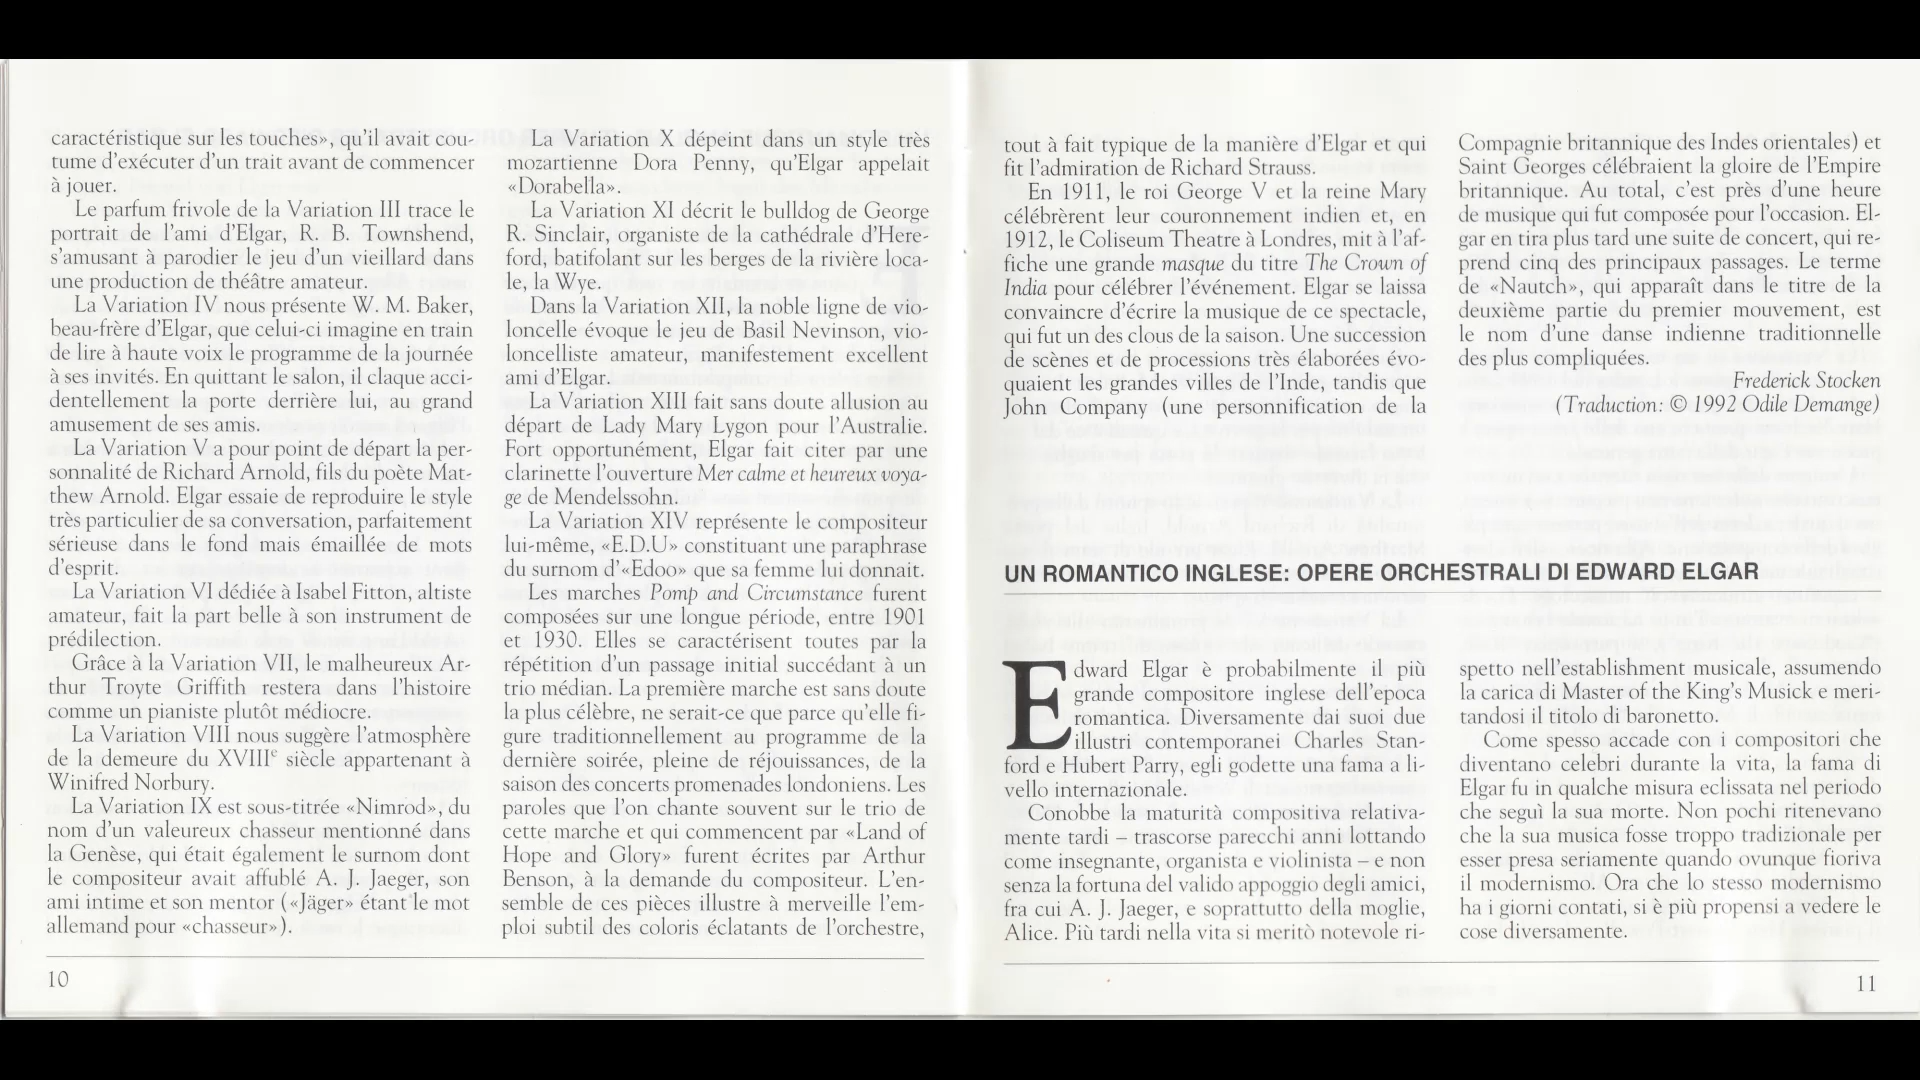 caractéristique sur les touches», qu'il avait cou-
tume d'exécuter d'un trait avant de commencer
à jouer.
Le parfum frivole de la Variation III trace le
portrait de l'ami d'Elgar, R. B. Townshend,
s'amusant à parodier le jeu d'un vieillard dans
une production de théâtre amateur.
La Variation IV nous présente W. M. Baker,
beau-frère d'Elgar, que celui-ci imagine en train
de lire à haute voix le programme de la journée
à ses invités. En quittant le salon, il claque acci-
dentellement la porte derrière lui, au grand
amusement de ses amis.
La Variation V a pour point de départ la per-
sonnalité de Richard Arnold, fils du poète Mat-
thew Arnold. Elgar essaie de reproduire le style
très particulier de sa conversation, parfaitement
sérieuse dans le fond mais émaillée de mots
d'esprit.
La Variation VI dédiée à Isabel Fitton, altiste
amateur, fait la part belle à son instrument de
prédilection.
Grâce à la Variation VII, le malheureux Ar-
thur Troyte Griffith restera dans l'histoire
comme un pianiste plutôt médiocre.
La Variation VIII nous suggère l'atmosphère
de la demeure du XVIIIe siècle appartenant à
Winifred Norbury.
La Variation IX est sous-titrée «Nimrod», du
nom d'un valeureux chasseur mentionné dans
la Genèse, qui était également le surnom dont
le compositeur avait affublé A. J. Jaeger, son
ami intime et son mentor («Jäger» étant le mot
allemand pour «chasseur»).
La Variation X dépeint dans un style très
mozartienne Dora Penny, qu'Elgar appelait
«Dorabella».
La Variation XI décrit le bulldog de George
R. Sinclair, organiste de la cathédrale d'Here-
ford, batifolant sur les berges de la rivière loca-
le, la Wye.
Dans la Variation XII, la noble ligne de vio-
loncelle évoque le jeu de Basil Nevinson, vio-
loncelliste amateur, manifestement excellent
ami d'Elgar.
La Variation XIII fait sans doute allusion au
départ de Lady Mary Lygon pour l'Australie.
Fort opportunément, Elgar fait citer par une
clarinette l'ouverture Mer calme et heureux voya-
ge de Mendelssohn.
La Variation XIV représente le compositeur
lui-même, «E.D.U» constituant une paraphrase
du surnom d'«Edoo» que sa femme lui donnait.
Les marches Pomp and Circumstance furent
composées sur une longue période, entre 1901
et 1930. Elles se caractérisent toutes par la
répétition d'un passage initial succédant à un
trio médian. La première marche est sans doute
la plus célèbre, ne serait-ce que parce qu'elle fi-
gure traditionnellement au programme de la
dernière soirée, pleine de réjouissances, de la
saison des concerts promenades londoniens. Les
paroles que l'on chante souvent sur le trio de
cette marche et qui commencent par «Land of
Hope and Glory» furent écrites par Arthur
Benson, à la demande du compositeur. L'en-
semble de ces pièces illustre à merveille l'em-
ploi subtil des coloris éclatants de l'orchestre,
10
tout à fait typique de la manière d'Elgar et qui
fit l'admiration de Richard Strauss.
En 1911, le roi George V et la reine Mary
célébrèrent leur couronnement indien et, en
1912, le Coliseum Theatre à Londres, mit à l'af-
fiche une grande masque du titre The Crown of
India pour célébrer l'événement. Elgar se laissa
convaincre d'écrire la musique de ce spectacle,
qui fut un des clous de la saison. Une succession
de scènes et de processions très élaborées évo-
quaient les grandes villes de l'Inde, tandis que
John Company (une personnification de la
Compagnie britannique des Indes orientales) et
Saint Georges célébraient la gloire de l'Empire
britannique. Au total, c'est près d'une heure
de musique qui fut composée pour l'occasion. El-
gar en tira plus tard une suite de concert, qui re-
prend cinq des principaux passages. Le terme
de «Nautch», qui apparaît dans le titre de la
deuxième partie du premier mouvement, est
le nom d'une danse indienne traditionnelle
des plus compliquées.
Frederick Stocken
(Traduction: © 1992 Odile Demange)
UN ROMANTICO INGLESE: OPERE ORCHESTRALI DI EDWARD ELGAR
Edward Elgar è probabilmente il più
grande compositore inglese dell'epoca
romantica. Diversamente dai suoi due
illustri contemporanei Charles Stan-
ford e Hubert Parry, egli godette una fama a li-
vello internazionale.
Conobbe la maturità compositiva relativa-
mente tardi – trascorse parecchi anni lottando
come insegnante, organista e violinista – e non
senza la fortuna del valido appoggio degli amici,
fra cui A. J. Jaeger, e soprattutto della moglie,
Alice. Più tardi nella vita si meritò notevole ri-
spetto nell'establishment musicale, assumendo
la carica di Master of the King's Musick e meri-
tandosi il titolo di baronetto.
Come spesso accade con i compositori che
diventano celebri durante la vita, la fama di
Elgar fu in qualche misura eclissata nel periodo
che seguì la sua morte. Non pochi ritenevano
che la sua musica fosse troppo tradizionale per
esser presa seriamente quando ovunque fioriva
il modernismo. Ora che lo stesso modernismo
ha i giorni contati, si è più propensi a vedere le
cose diversamente.
11